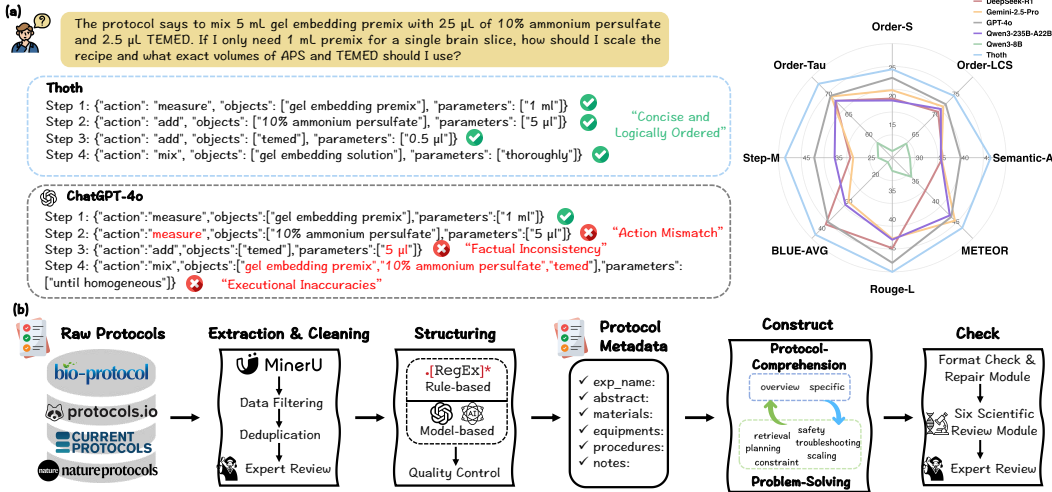 (a)
The protocol says to mix 5 mL gel embedding premix with 25 µL of 10% ammonium persulfate
and 2.5 µL TEMED. If I only need 1 mL premix for a single brain slice, how should I scale the
recipe and what exact volumes of APS and TEMED should I use?
Thoth
Step 1: {"action": "measure", "objects": ["gel embedding premix"], "parameters": ["1 ml"]}
Step 2: {"action": "add", "objects": ["10% ammonium persulfate"], "parameters": ["5 µl"]}
Step 3: {"action": "add", "objects": ["temed"], "parameters": ["0.5 µl"]}
Step 4: {"action": "mix", "objects": ["gel embedding solution"], "parameters": ["thoroughly"]}
"Concise and
Logically Ordered"
ChatGPT-4o
Step 1: {"action":"measure","objects":["gel embedding premix"],"parameters":["1 ml"]}
Step 2: {"action":"measure","objects":["10% ammonium persulfate"],"parameters":["5 µl"]}
"Action Mismatch"
Step 3: {"action":"add","objects":["temed"],"parameters":["5 µl"]}
"Factual Inconsistency"
Step 4: {"action":"mix","objects":["gel embedding premix","10% ammonium persulfate","temed"],"parameters":
["until homogeneous"]}
"Executional Inaccuracies"
DeepSeek-R1
Gemini-2.5-Pro
GPT-4o
Qwen3-235B-A22B
Qwen3-8B
Thoth
Order-S
Order-LCS
Semantic-A
METEOR
Rouge-L
BLUE-AVG
Step-M
Order-Tau
(b)
Raw Protocols
bio-protocol
protocols.io
CURRENT
PROTOCOLS
nature natureprotocols
Extraction & Cleaning
MinerU
Data Filtering
Deduplication
Expert Review
Structuring
.[RegEx]*
Rule-based
AI
Model-based
Quality Control
Protocol
Metadata
✓ exp_name:
✓ abstract:
✓ materials:
✓ equipments:
✓ procedures:
✓ notes:
Construct
Protocol-
Comprehension
overview specific
retrieval
planning
constraint
safety
troubleshooting
scaling
Problem-Solving
Check
Format Check &
Repair Module
Six Scientific
Review Module
Expert Review